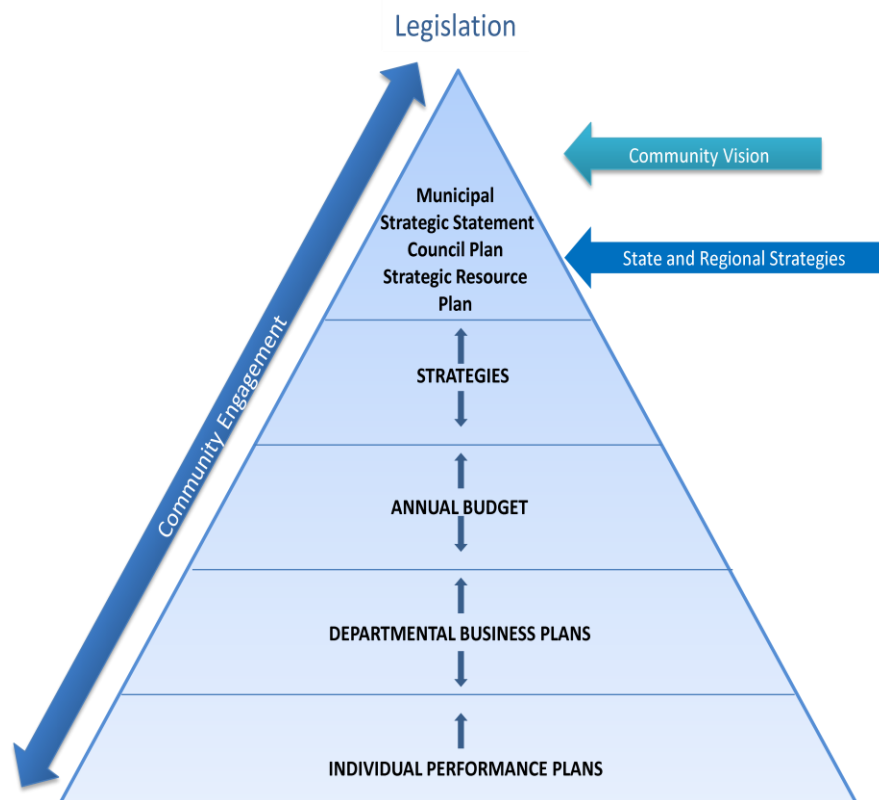 Legislation
Community Vision
Municipal
Strategic Statement
Council Plan
Strategic Resource
Plan
State and Regional Strategies
Community Engagement
STRATEGIES
ANNUAL BUDGET
DEPARTMENTAL BUSINESS PLANS
INDIVIDUAL PERFORMANCE PLANS